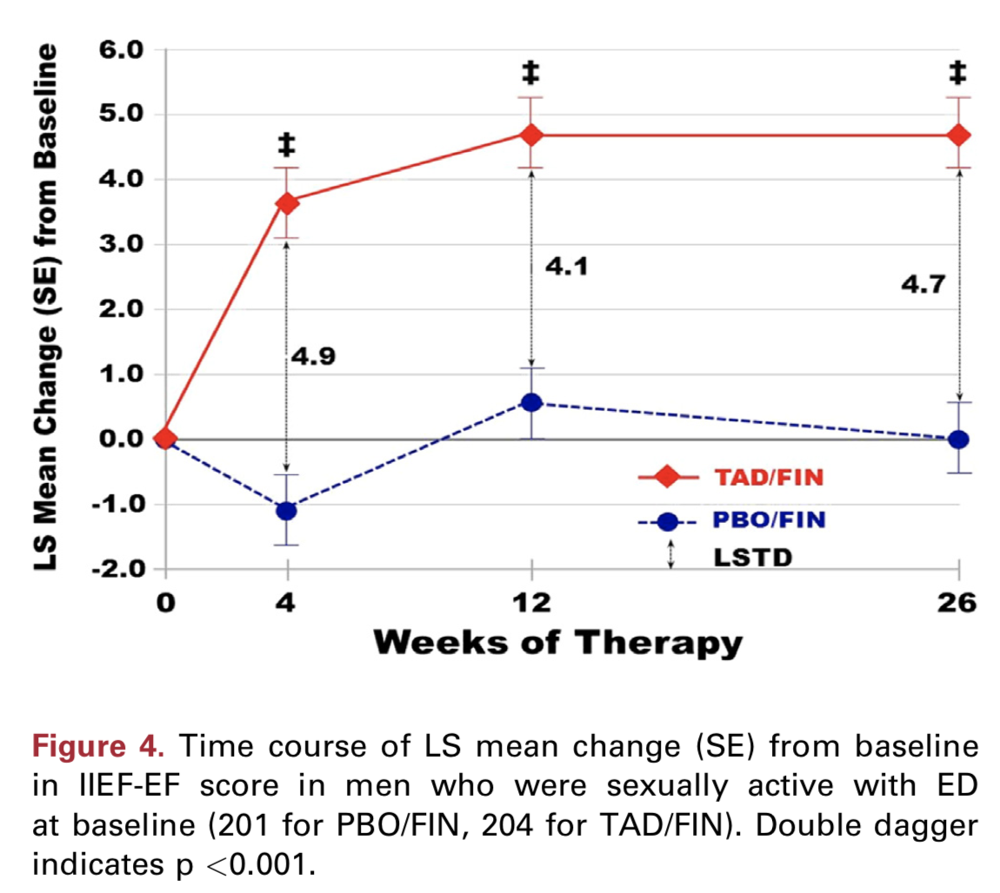 LS Mean Change (SE) from Baseline
6.0
5.0
4.0
3.0
2.0
1.0
0.0
-1.0
-2.0
‡
‡
‡
4.9
4.1
4.7
TAD/FIN
PBO/FIN
LSTD
0
4
12
26
Weeks of Therapy
Figure 4. Time course of LS mean change (SE) from baseline
in IIEF-EF score in men who were sexually active with ED
at baseline (201 for PBO/FIN, 204 for TAD/FIN). Double dagger
indicates p <0.001.